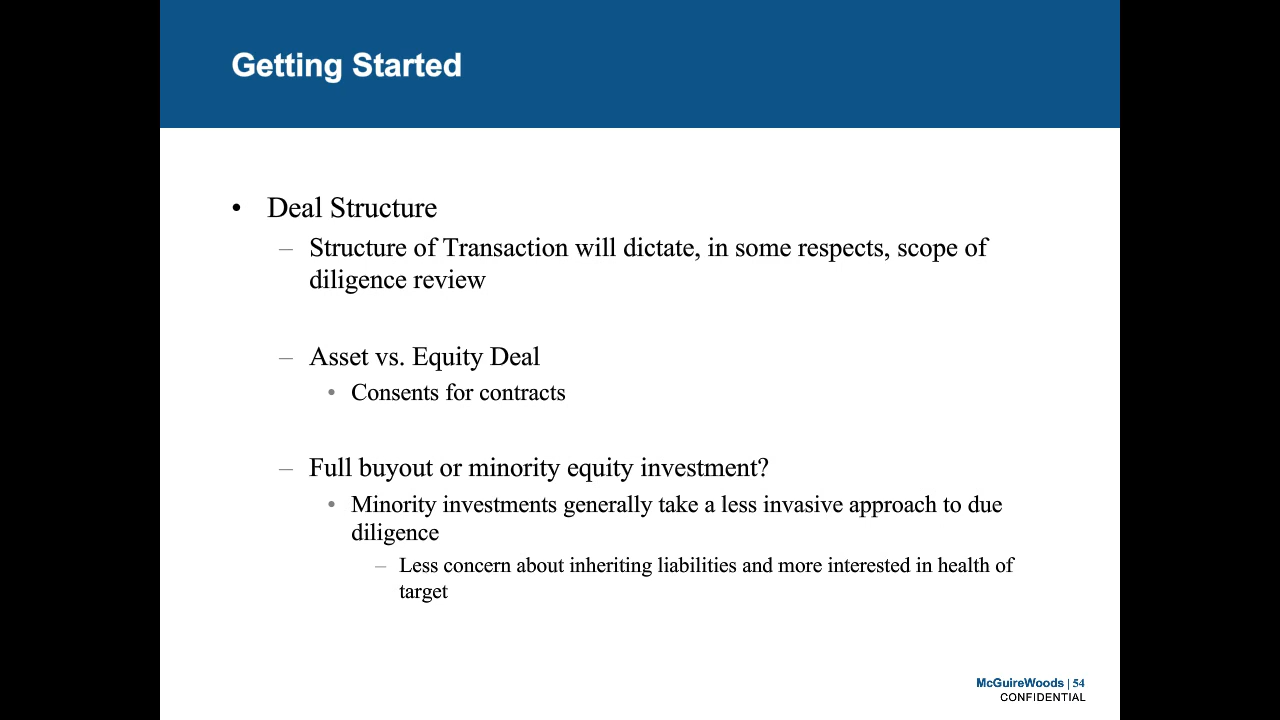 Getting Started
• Deal Structure
– Structure of Transaction will dictate, in some respects, scope of
diligence review
– Asset vs. Equity Deal
• Consents for contracts
– Full buyout or minority equity investment?
• Minority investments generally take a less invasive approach to due
diligence
– Less concern about inheriting liabilities and more interested in health of
target
McGuireWoods | 54
CONFIDENTIAL